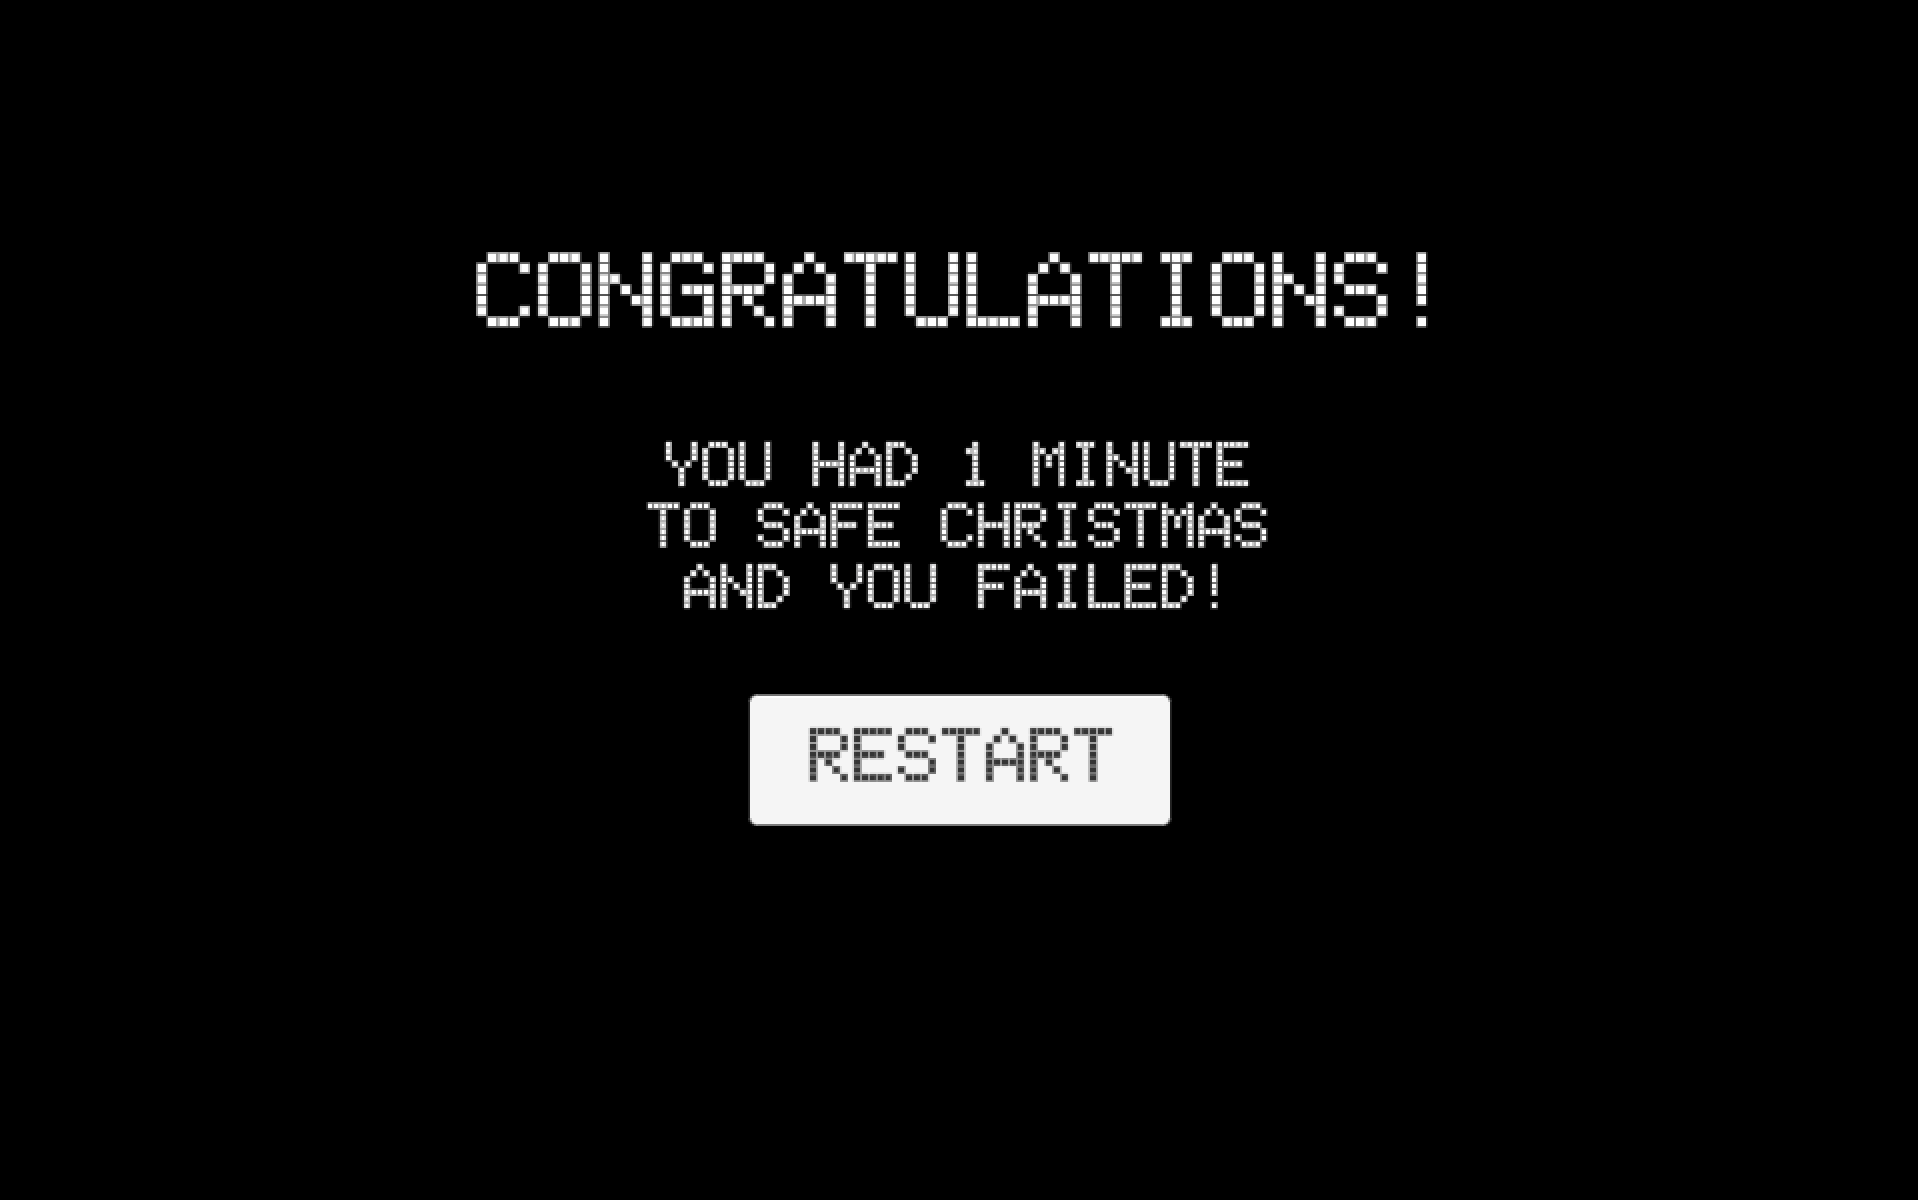 CONGRATULATIONS!
YOU HAD 1 MINUTE
TO SAFE CHRISTMAS
AND YOU FAILED!
RESTART